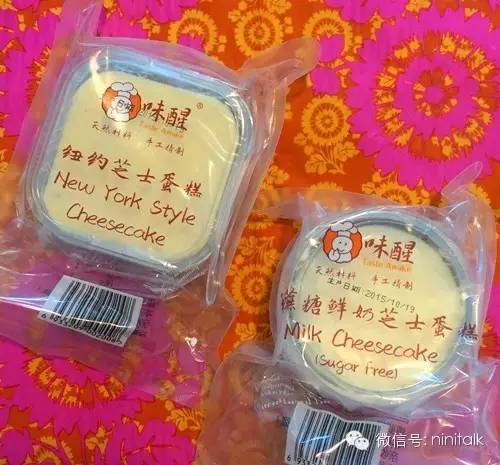 味醒®
Taste Awake
天然料料 手工精制
纽约芝士蛋糕
New York Style
Cheesecake
味醒
Taste Awake
天然料料 手工精制
生产日期:2015/10/19
蔗糖鲜奶芝士蛋糕
Milk Cheesecake
(Sugar Free)
微信号: ninitalk